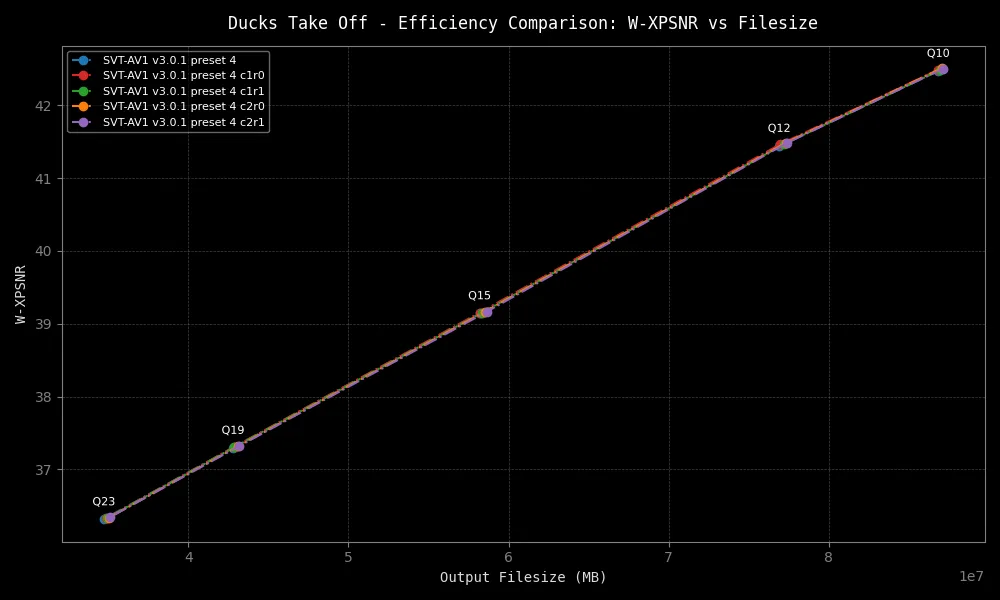 Ducks Take Off - Efficiency Comparison: W-XPSNR vs Filesize
SVT-AV1 v3.0.1 preset 4
SVT-AV1 v3.0.1 preset 4 c1r0
SVT-AV1 v3.0.1 preset 4 c1r1
SVT-AV1 v3.0.1 preset 4 c2r0
SVT-AV1 v3.0.1 preset 4 c2r1
Q10
Q12
Q15
Q19
Q23
W-XPSNR
42
41
40
39
38
37
4 5 6 7 8
1e7
Output Filesize (MB)